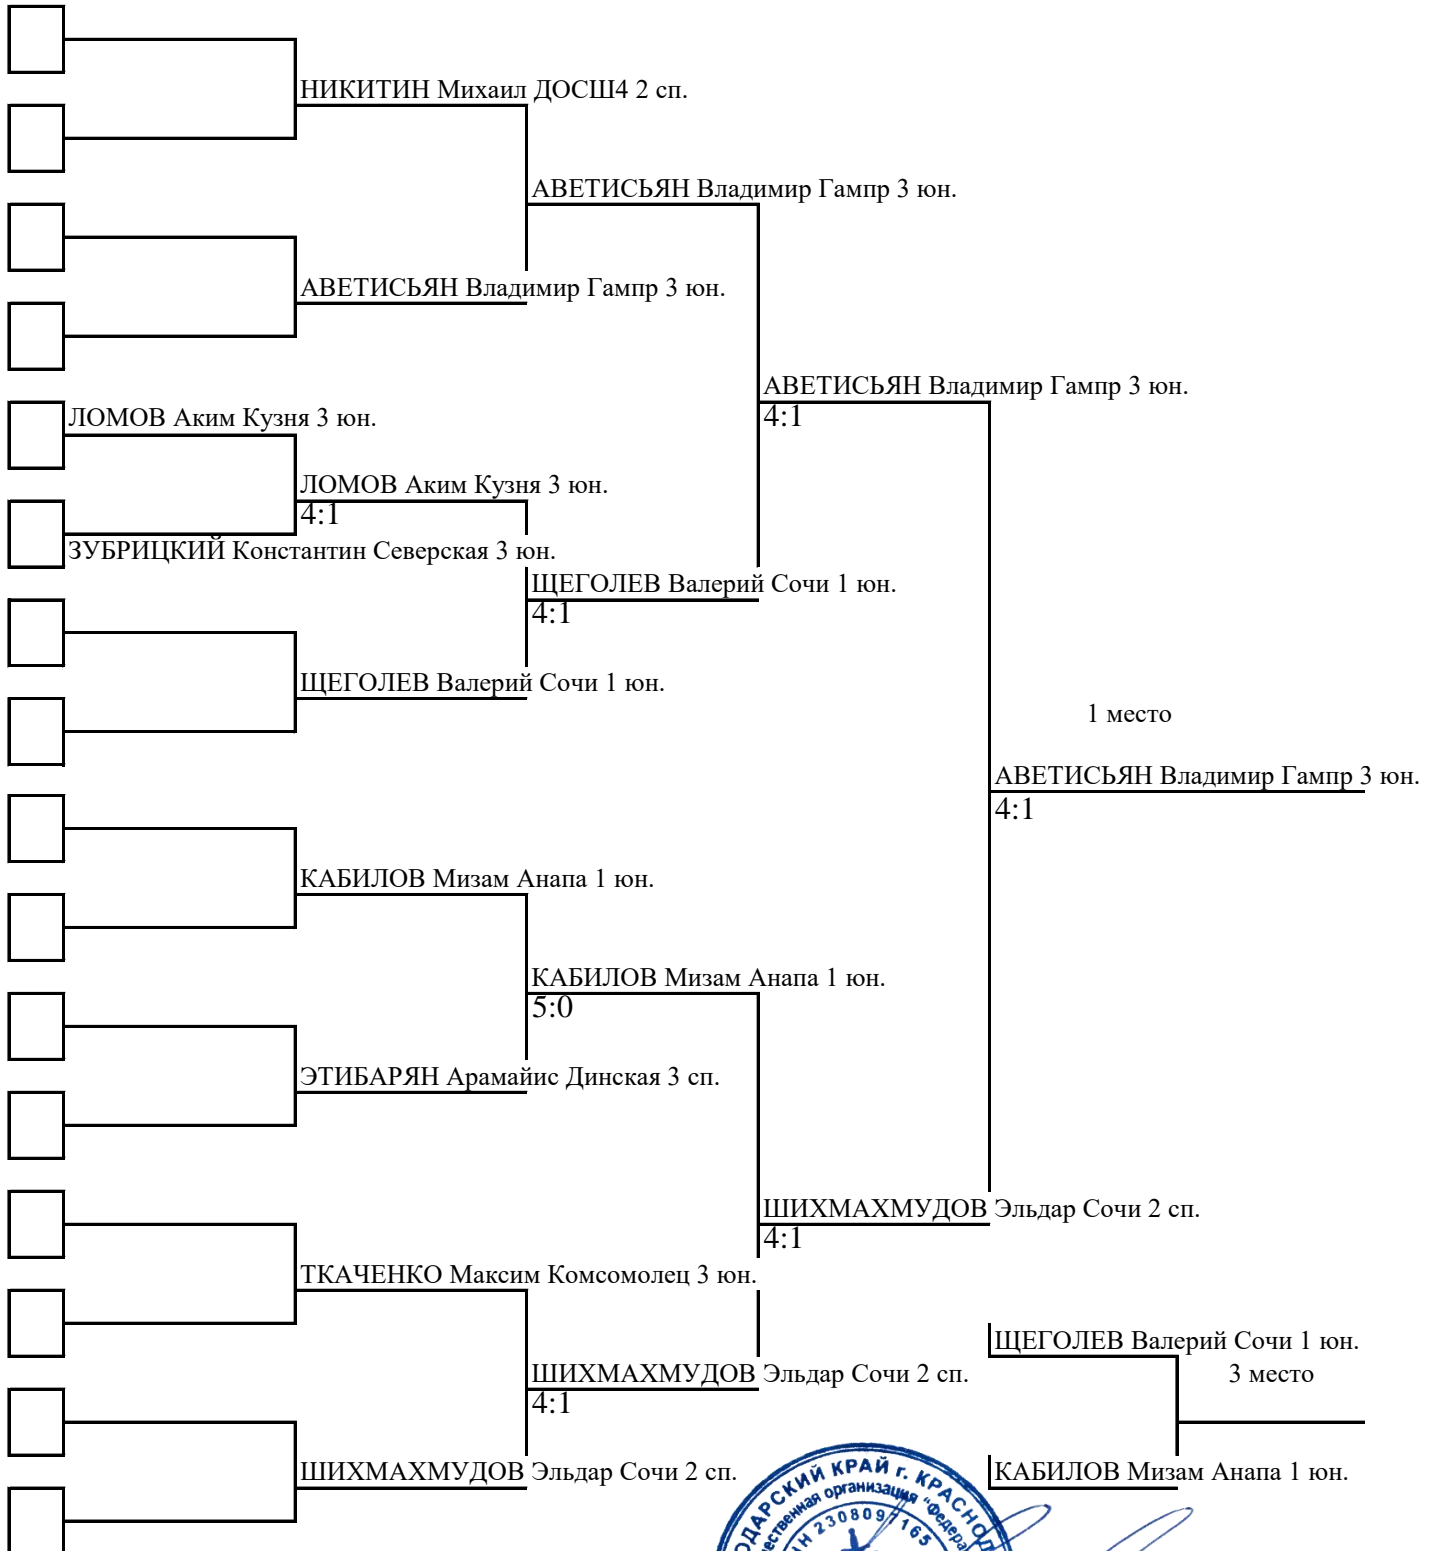 НИКИТИН Михаил ДОСШ4 2 сп.
АВЕТИСЬЯН Владимир Гампр 3 юн.
АВЕТИСЬЯН Владимир Гампр 3 юн.
АВЕТИСЬЯН Владимир Гампр 3 юн.
4:1
ЛОМОВ Аким Кузня 3 юн.
ЛОМОВ Аким Кузня 3 юн.
4:1
ЗУБРИЦКИЙ Константин Северская 3 юн.
ЩЕГОЛЕВ Валерий Сочи 1 юн.
4:1
ЩЕГОЛЕВ Валерий Сочи 1 юн.
1 место
АВЕТИСЬЯН Владимир Гампр 3 юн.
4:1
КАБИЛОВ Мизам Анапа 1 юн.
КАБИЛОВ Мизам Анапа 1 юн.
5:0
ЭТИБАРЯН Арамайис Динская 3 сп.
ШИХМАХМУДОВ Эльдар Сочи 2 сп.
4:1
ТКАЧЕНКО Максим Комсомолец 3 юн.
ЩЕГОЛЕВ Валерий Сочи 1 юн.
3 место
ШИХМАХМУДОВ Эльдар Сочи 2 сп.
4:1
ШИХМАХМУДОВ Эльдар Сочи 2 сп.
КАБИЛОВ Мизам Анапа 1 юн.
КРАЙ г.
организация
2308097165